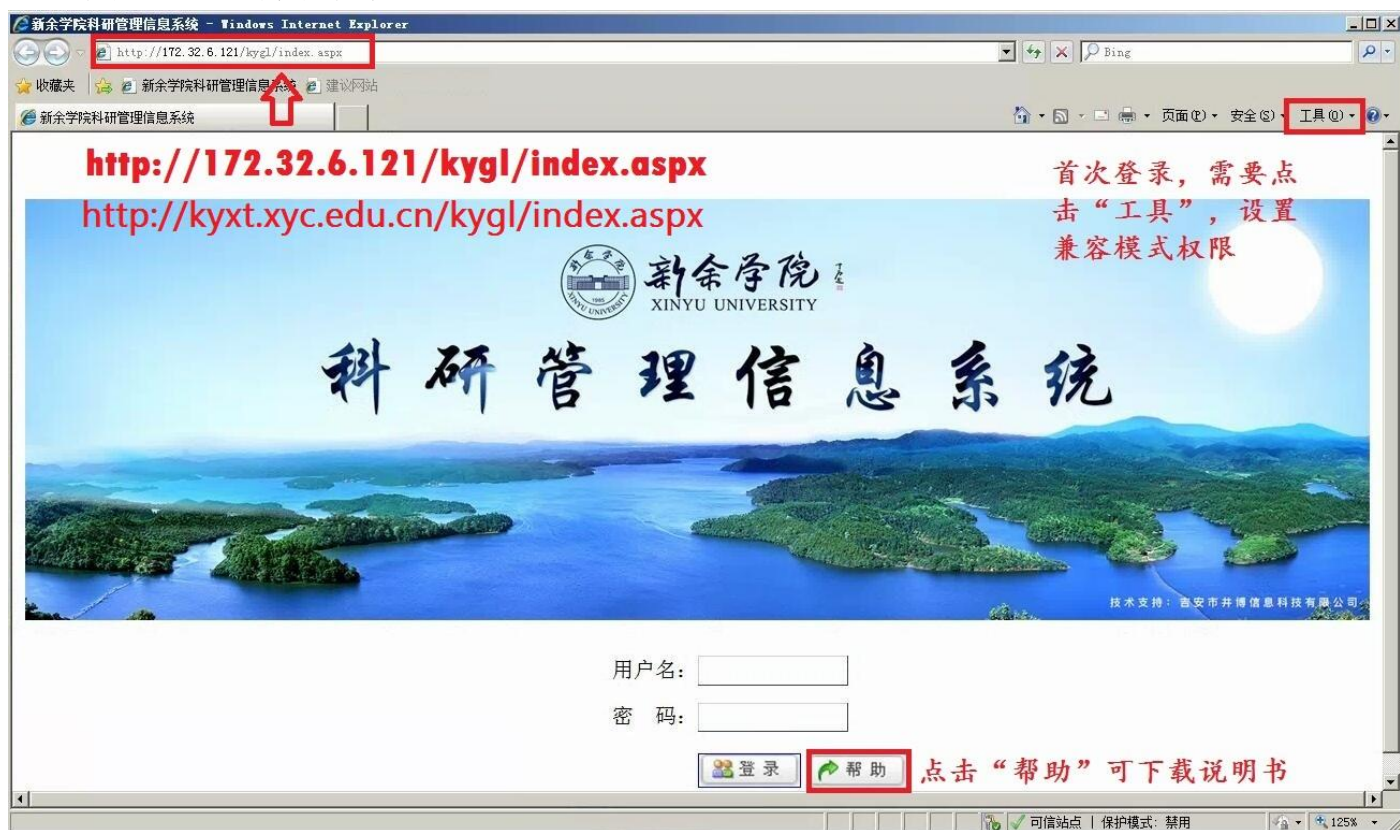 新余学院科研管理信息系统 - Windows Internet Explorer
http://172.32.6.121/kygl/index.aspx
Bing
收藏夹 新余学院科研管理信息系统 建议网站
新余学院科研管理信息系统
页面(P) 安全(S) 工具(O)
http://172.32.6.121/kygl/index.aspx
http://kyxt.xyc.edu.cn/kygl/index.aspx
首次登录，需要点
击“工具”，设置
兼容模式权限
新余学院
XINYU UNIVERSITY
科研管理信息系统
技术支持：吉安市井博信息科技有限公司
用户名：
密 码：
登录 帮助 点击“帮助”可下载说明书
可信站点 | 保护模式: 禁用 125%